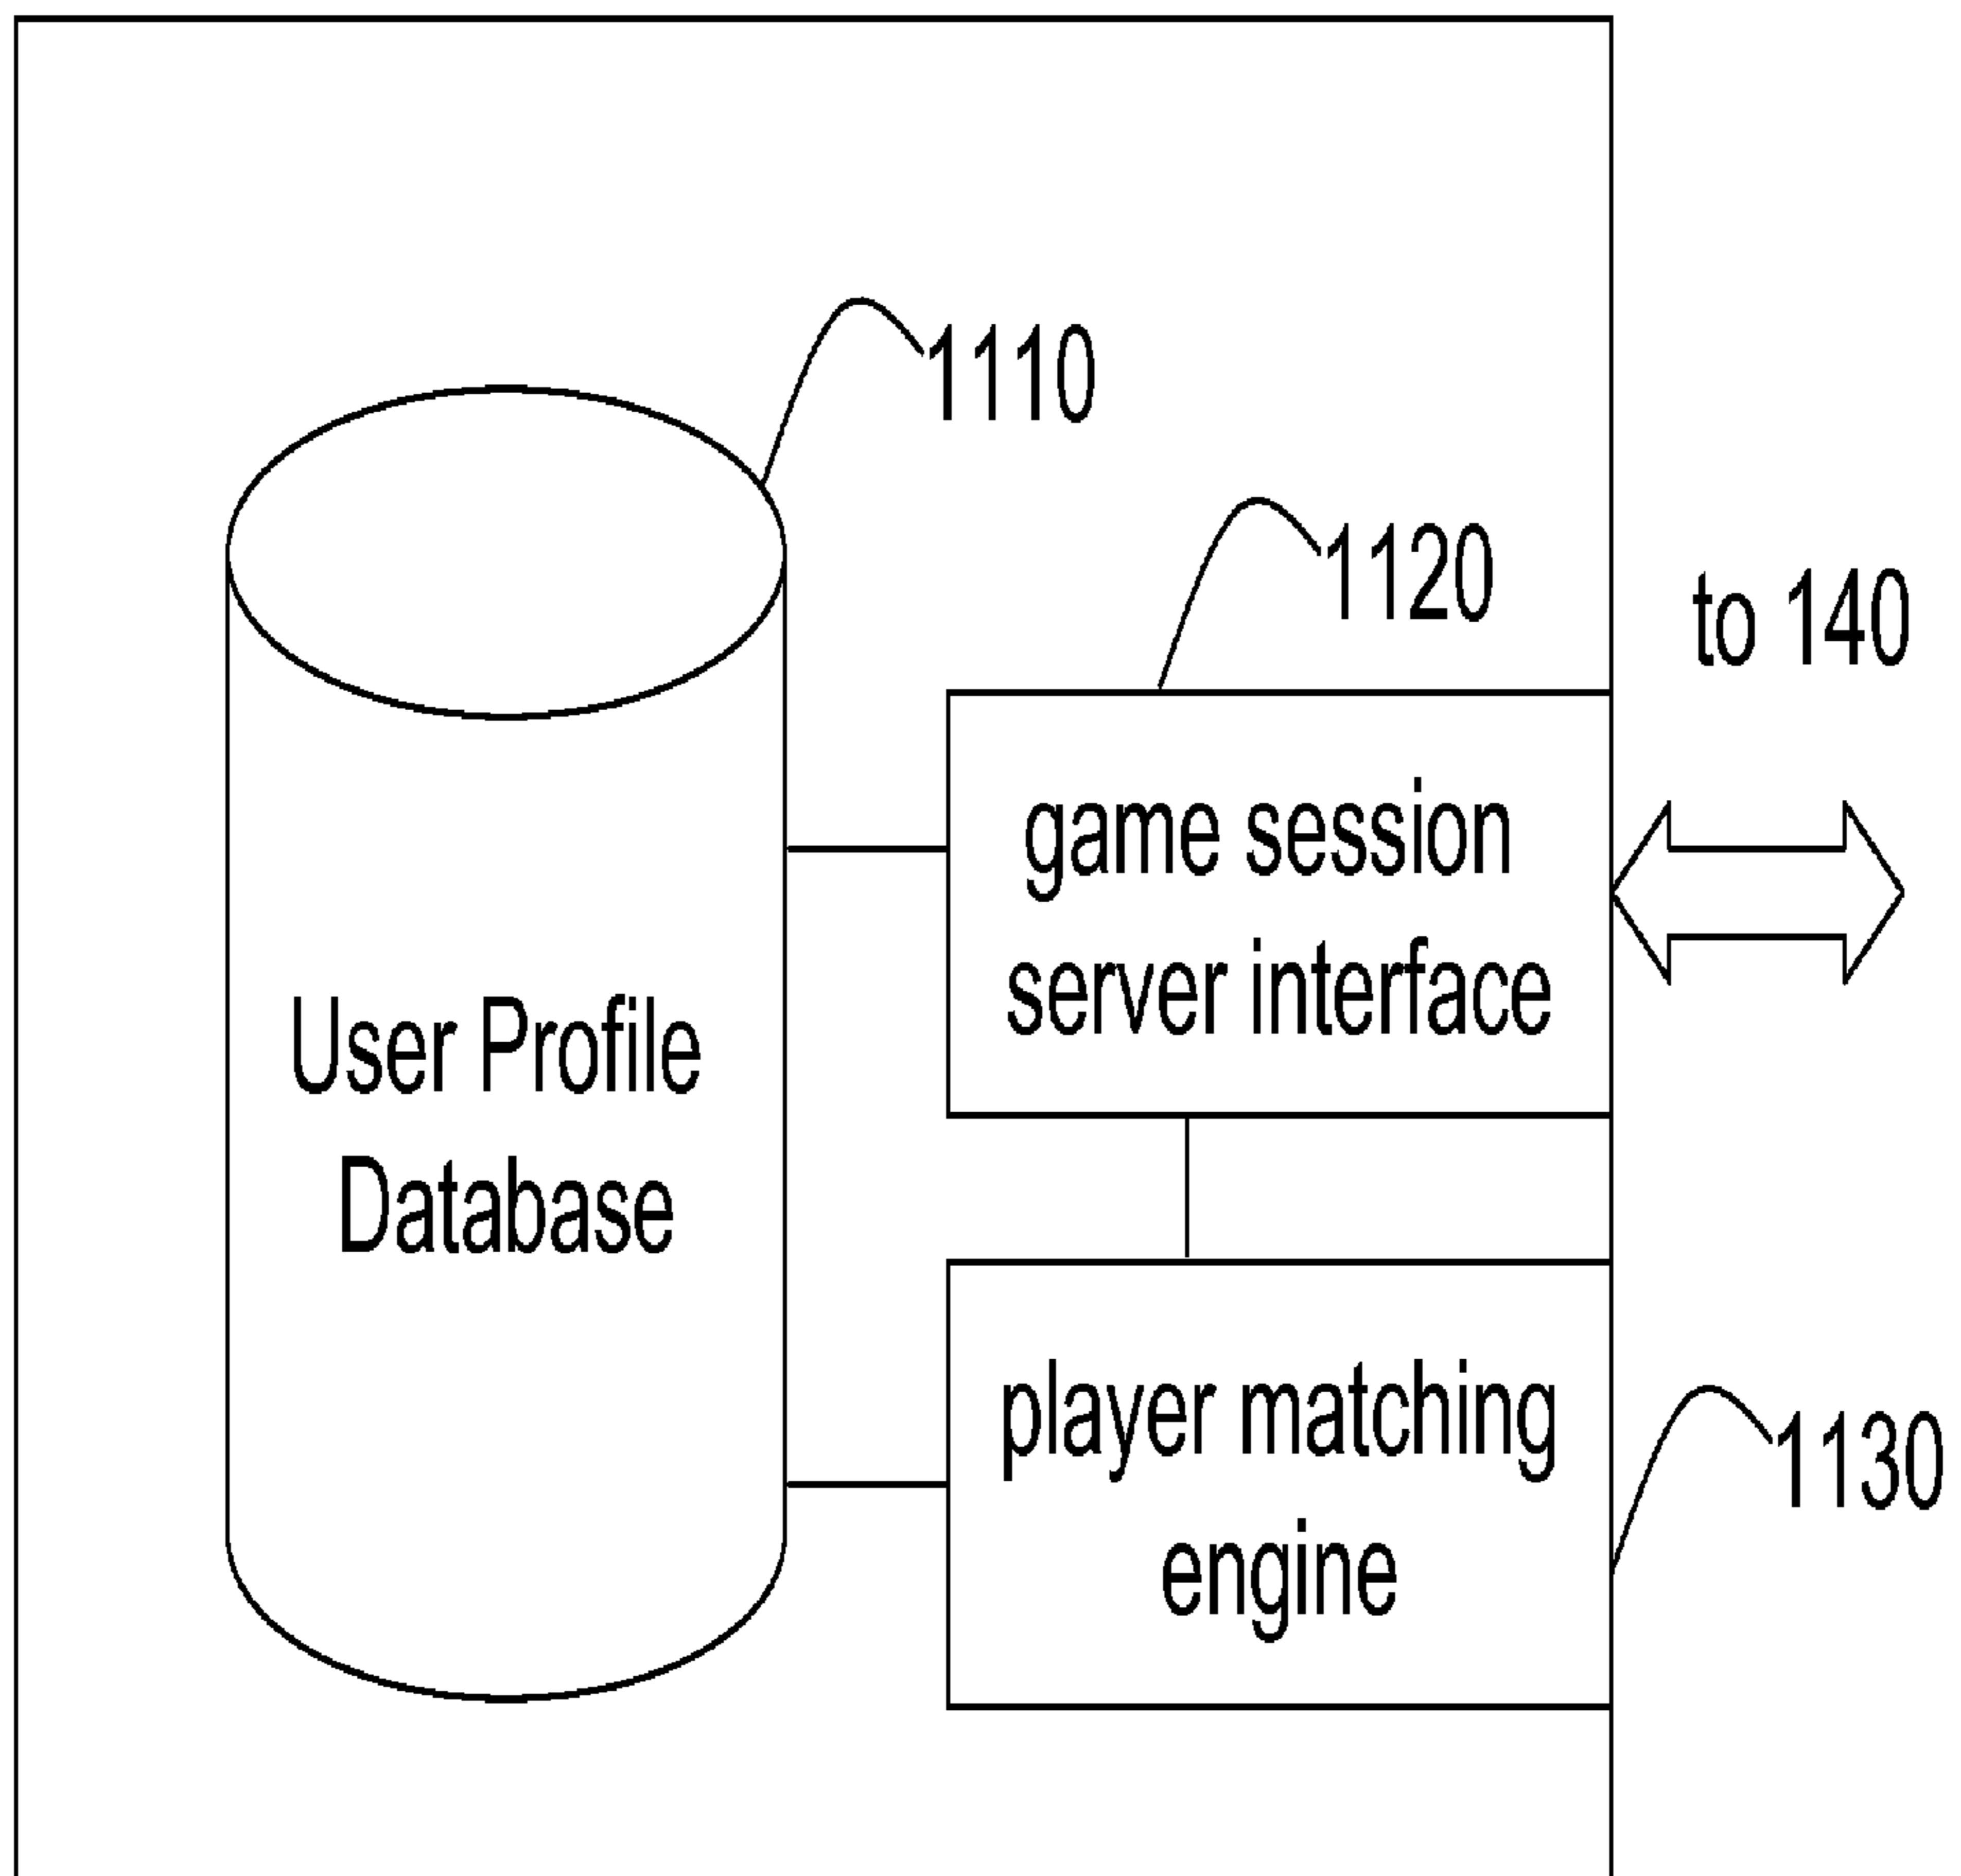 1110
1120
to 140
game session
server interface
User Profile
Database
player matching
engine
1130